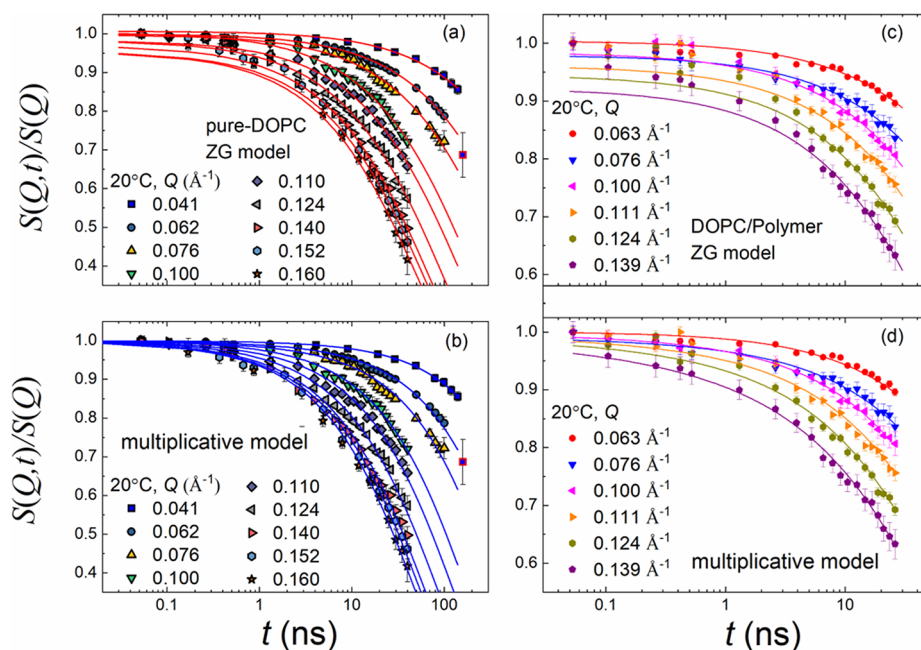 (a)
1.0
0.9
0.8
0.7
0.6
0.5
0.4
S(Q,t)/S(Q)
pure-DOPC
ZG model
20°C, Q (Å-1)
0.041
0.062
0.076
0.100
0.110
0.124
0.140
0.152
0.160
(b)
1.0
0.9
0.8
0.7
0.6
0.5
0.4
S(Q,t)/S(Q)
multiplicative model
20°C, Q (Å-1)
0.041
0.062
0.076
0.100
0.110
0.124
0.140
0.152
0.160
0.1 1 10 100
t (ns)
(c)
1.0
0.9
0.8
0.7
0.6
20°C, Q
0.063 Å-1
0.076 Å-1
0.100 Å-1
0.111 Å-1
0.124 Å-1
0.139 Å-1
DOPC/Polymer
ZG model
(d)
1.0
0.9
0.8
0.7
0.6
20°C, Q
0.063 Å-1
0.076 Å-1
0.100 Å-1
0.111 Å-1
0.124 Å-1
0.139 Å-1
multiplicative model
0.1 1 10
t (ns)